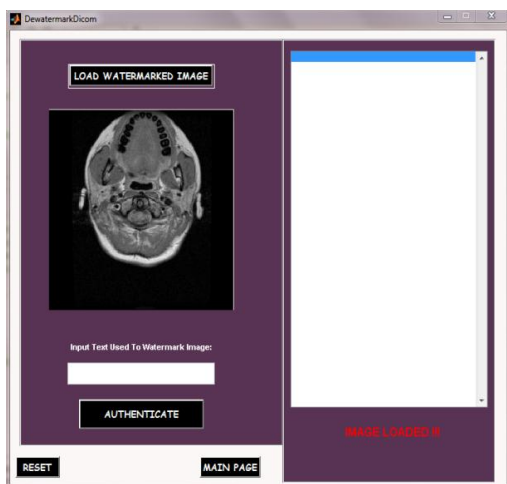 DewatermarkDicom
LOAD WATERMARKED IMAGE
Input Text Used To Watermark Image:
AUTHENTICATE
IMAGE LOADED !!!
RESET
MAIN PAGE